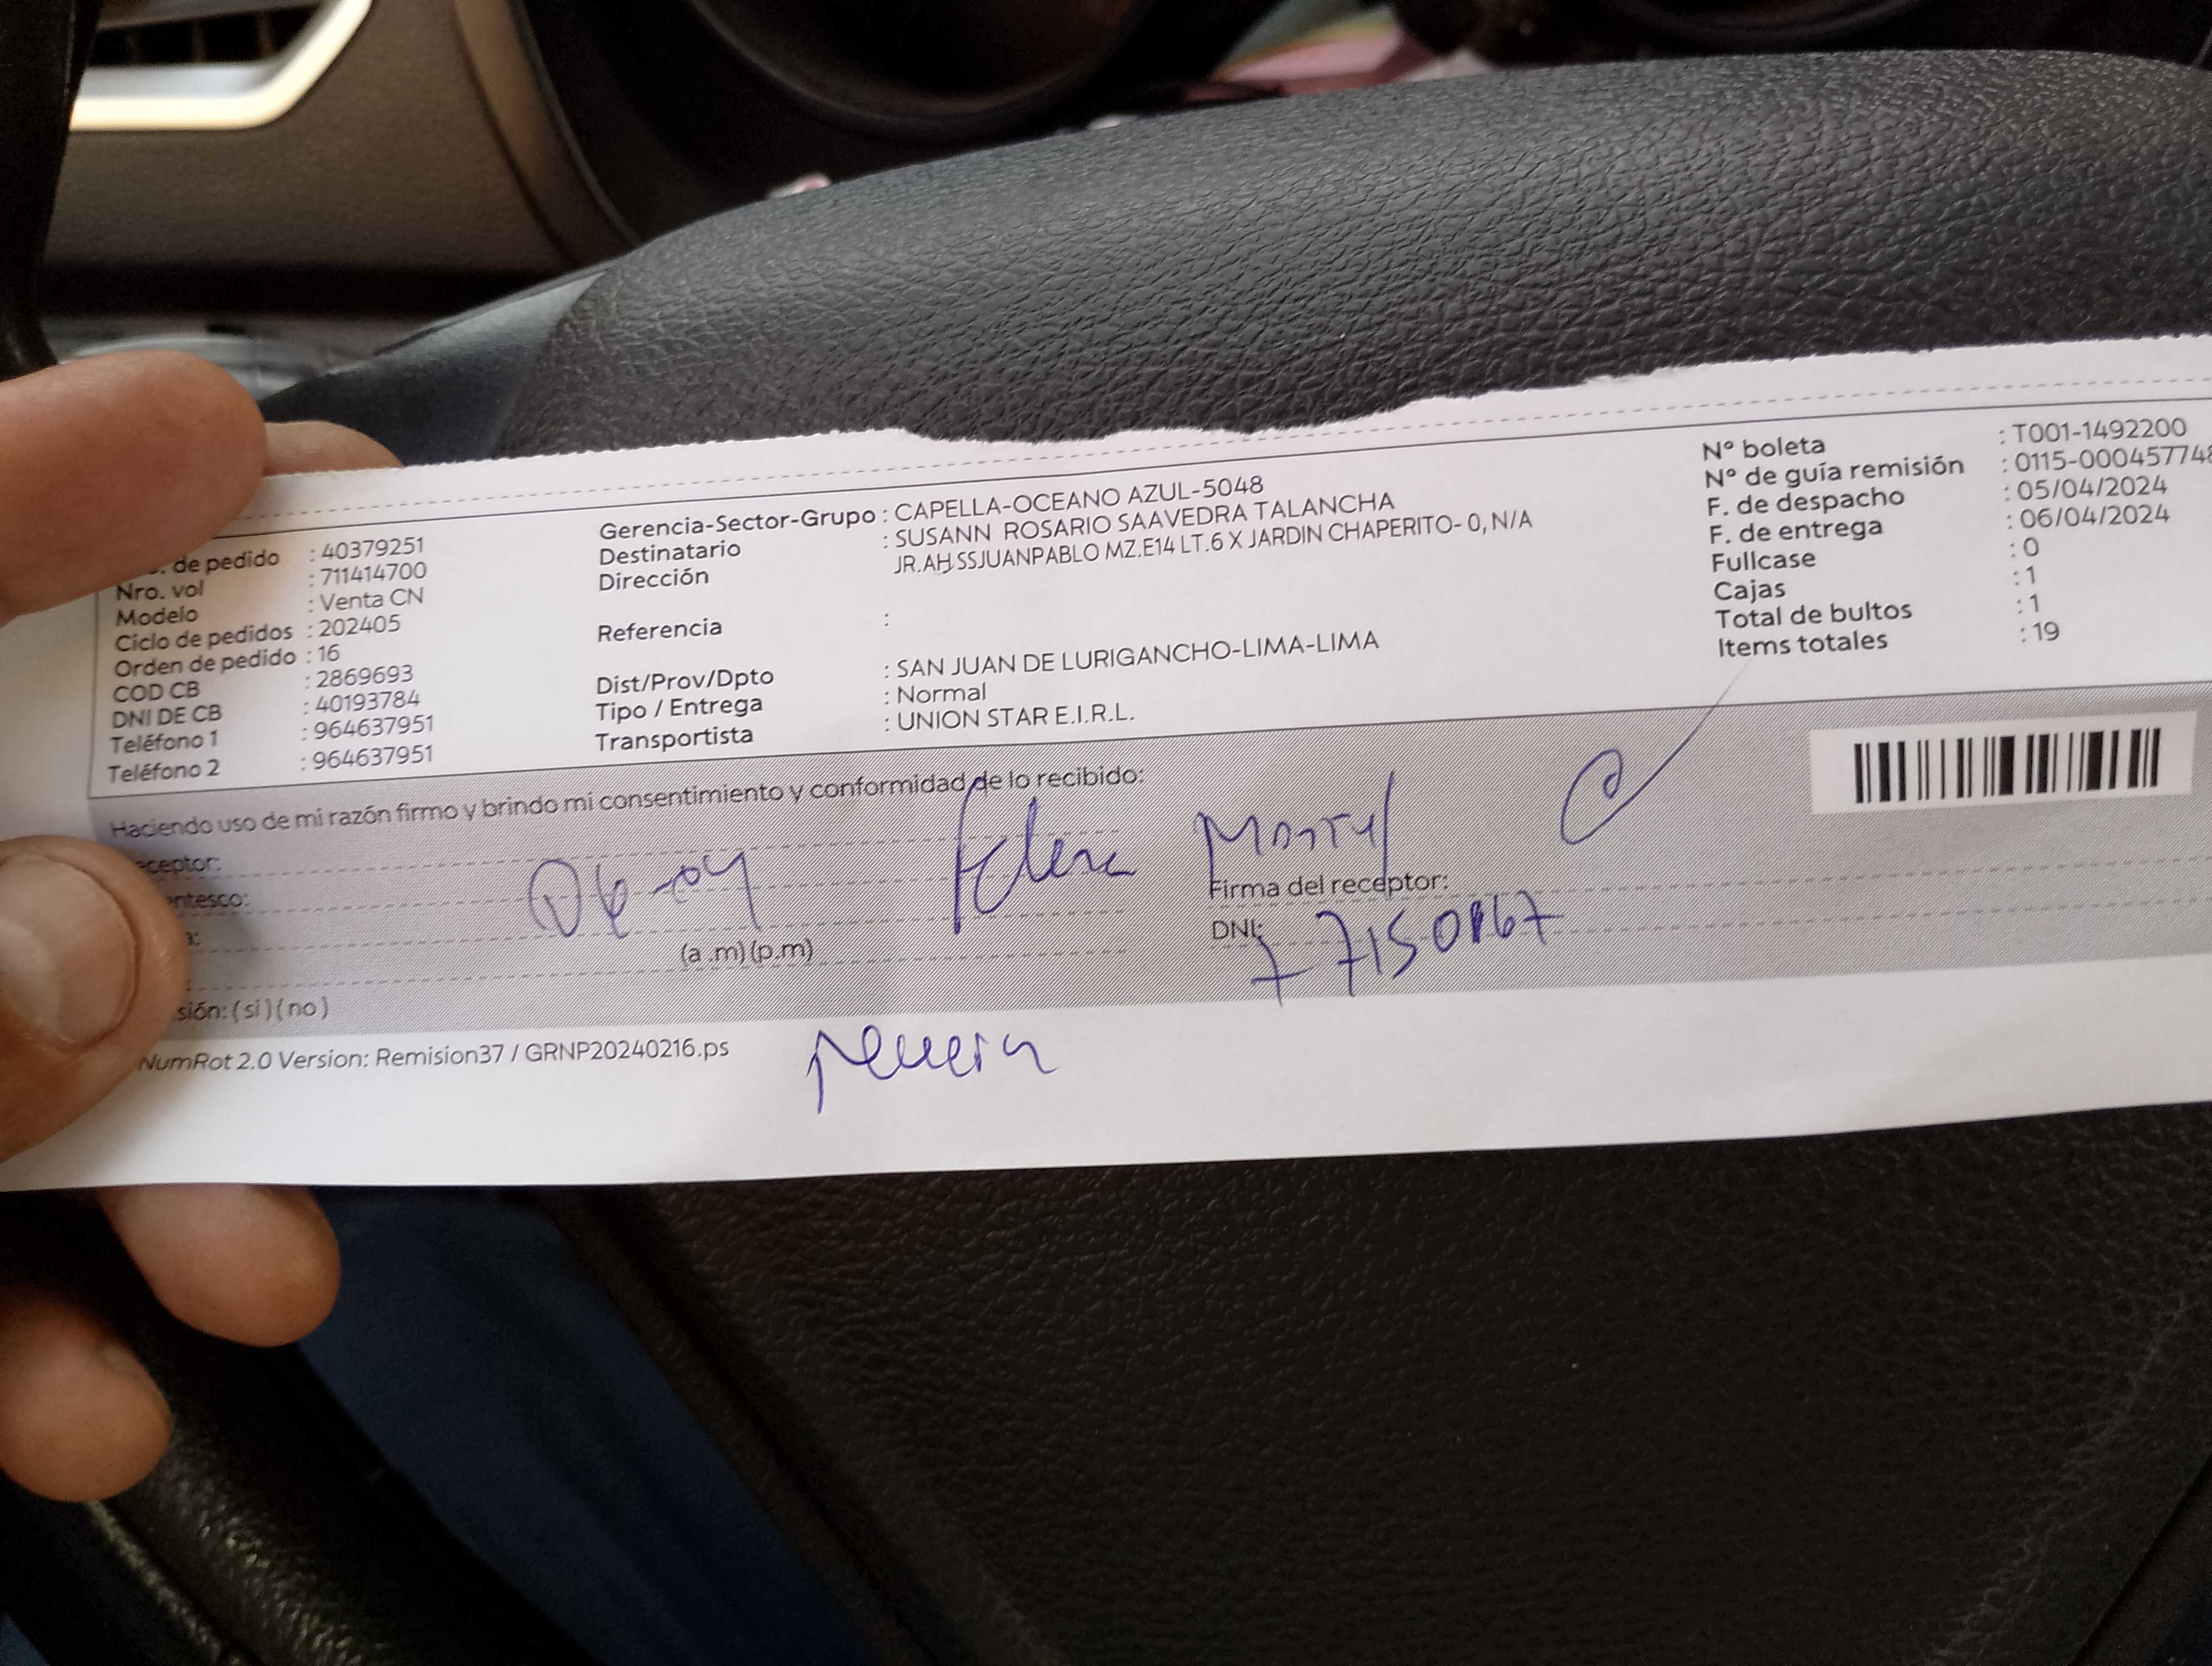 de pedido : 40379251
Nro. vol : 711414700
Modelo : Venta CN
Ciclo de pedidos : 202405
Orden de pedido : 16
COD CB : 2869693
DNI DE CB : 40193784
Teléfono 1 : 964637951
Teléfono 2 : 964637951
Gerencia-Sector-Grupo : CAPELLA-OCEANO AZUL-5048
Destinatario : SUSANN ROSARIO SAAVEDRA TALANCHA
Dirección JR.AH SSJUANPABLO MZ.E14 LT.6 X JARDIN CHAPERITO- 0, N/A
Referencia :
Dist/Prov/Dpto : SAN JUAN DE LURIGANCHO-LIMA-LIMA
Tipo / Entrega : Normal
Transportista : UNION STAR E.I.R.L.
N° boleta : T001-1492200
N° de guía remisión : 0115-000457748
F. de despacho : 05/04/2024
F. de entrega : 06/04/2024
Fullcase : 0
Cajas : 1
Total de bultos : 1
Items totales : 19
Haciendo uso de mi razón firmo y brindo mi consentimiento y conformidad de lo recibido:
eceptor:
entesco:
a:
06-04
(a .m) (p.m)
Firma del receptor:
DNI:
sión: ( si ) ( no )
NumRot 2.0 Version: Remision37 / GRNP20240216.ps